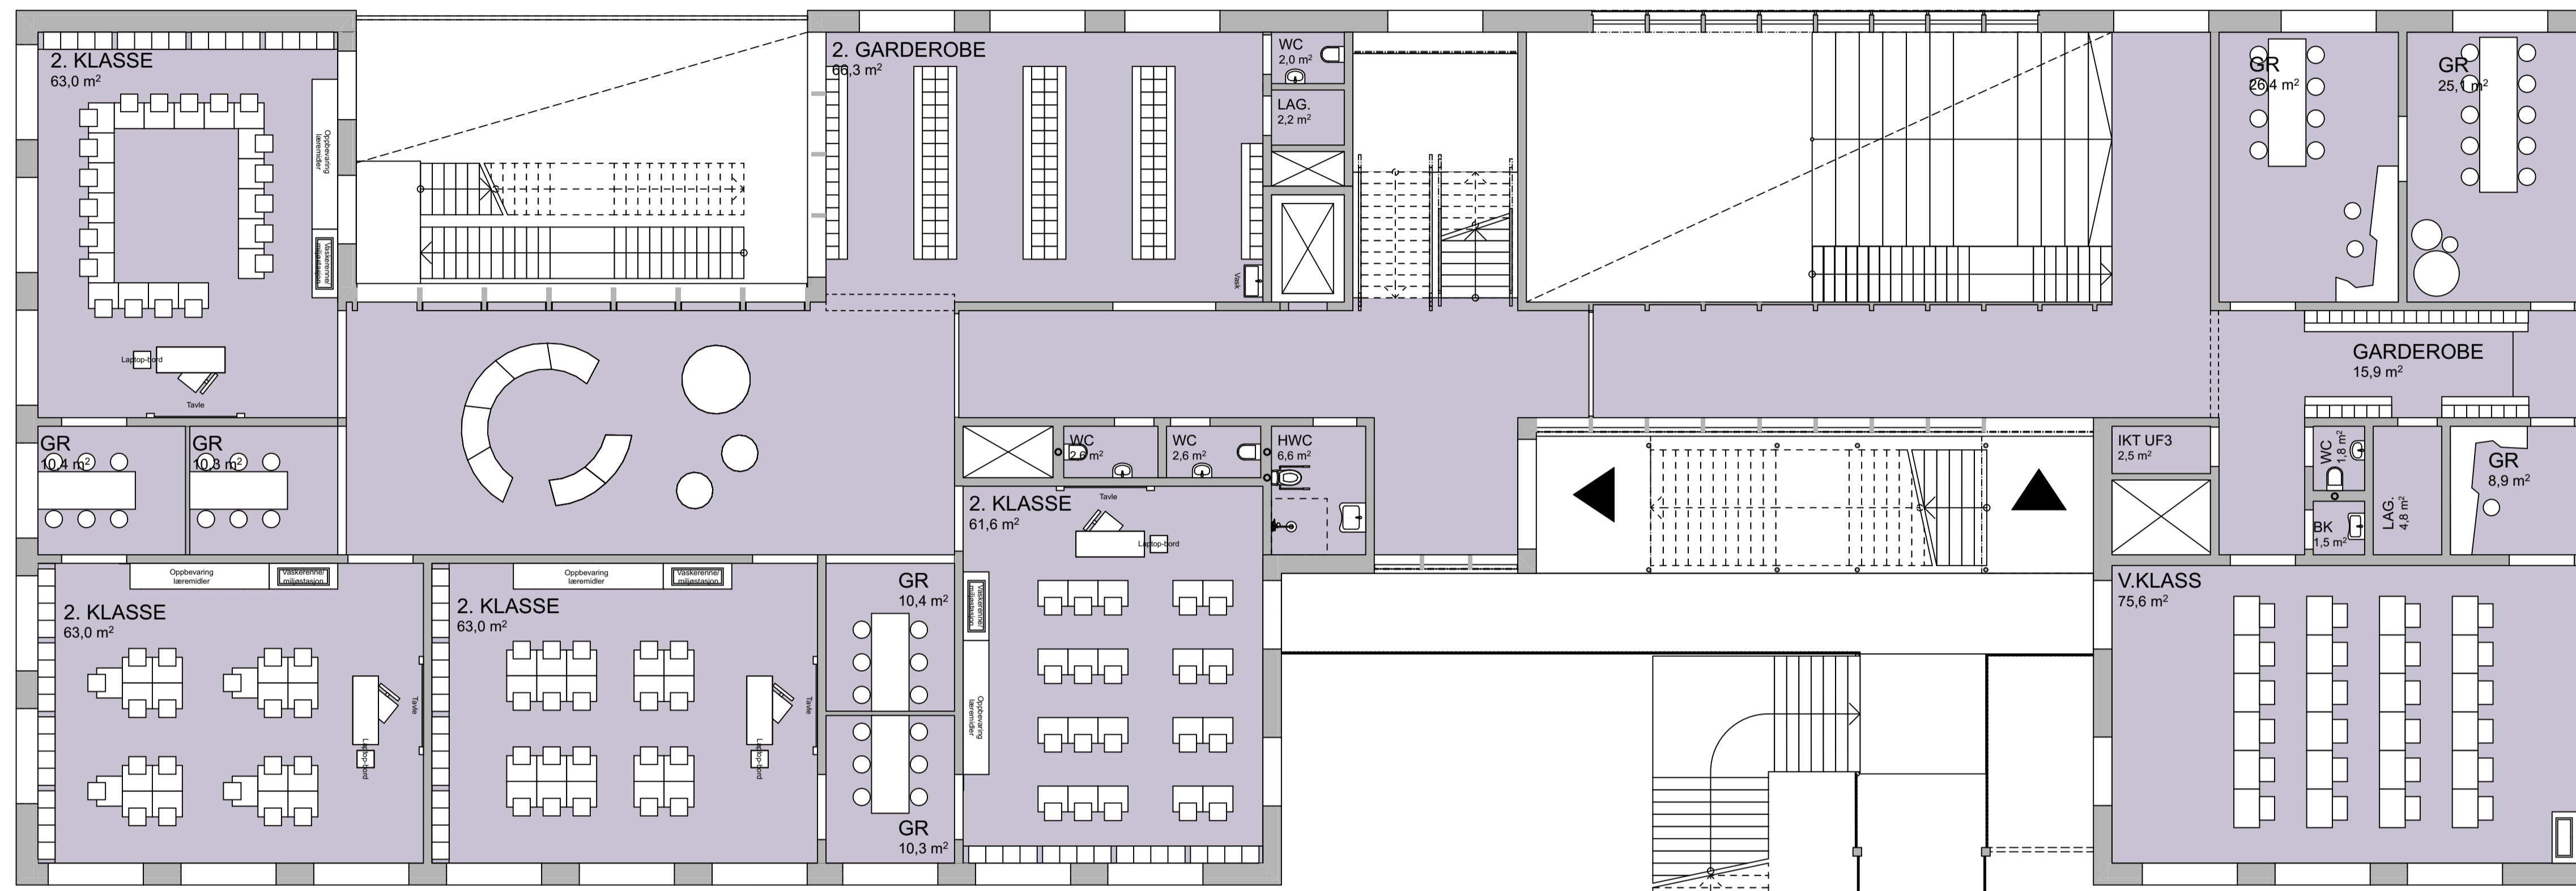 2. KLASSE
63,0 m²
Oppbevaring
læremidler
Vaskerenne/
miljøstasjon
Laptop-bord
Tavle
2. GARDEROBE
66,3 m²
Vask
WC
2,0 m²
LAG.
2,2 m²
GR
26,4 m²
GR
25,1 m²
GARDEROBE
15,9 m²
GR
10,4 m²
GR
10,3 m²
WC
2,6 m²
WC
2,6 m²
HWC
6,6 m²
IKT UF3
2,5 m²
WC
1,8 m²
BK
1,5 m²
LAG.
4,8 m²
GR
8,9 m²
2. KLASSE
63,0 m²
Oppbevaring
læremidler
Vaskerenne/
miljøstasjon
Tavle
Laptop-bord
2. KLASSE
63,0 m²
Oppbevaring
læremidler
Vaskerenne/
miljøstasjon
Tavle
Laptop-bord
GR
10,4 m²
GR
10,3 m²
2. KLASSE
61,6 m²
Tavle
Laptop-bord
Vaskerenne/
miljøstasjon
Oppbevaring
læremidler
V.KLASS
75,6 m²